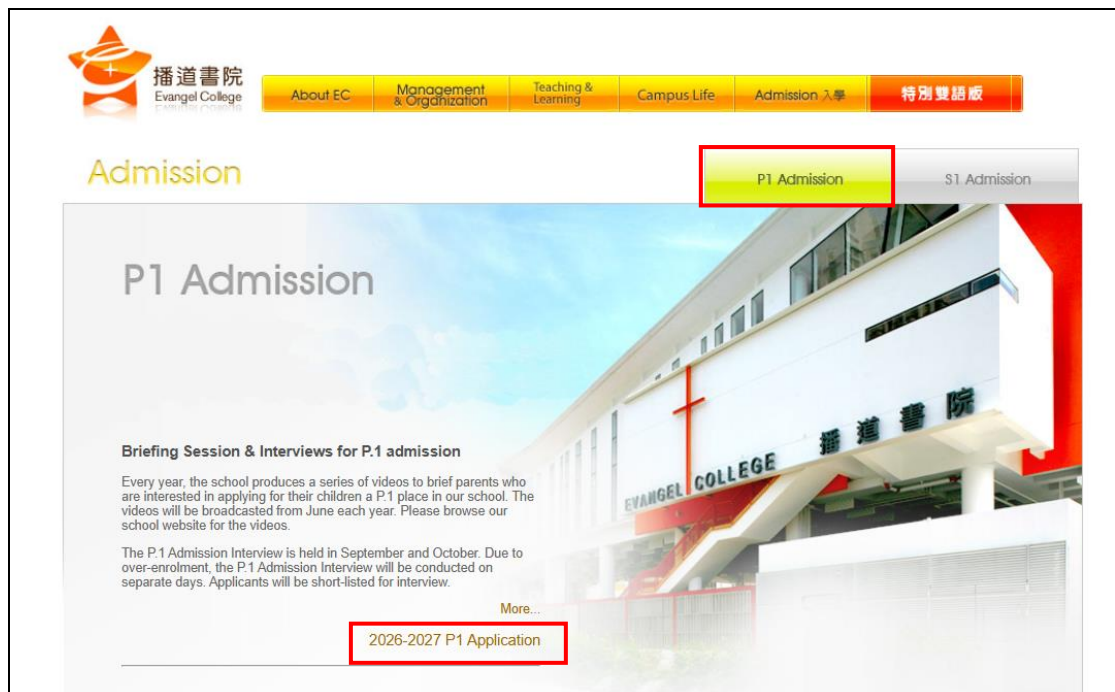 播道書院
Evangel College
About EC
Management
& Organization
Teaching &
Learning
Campus Life
Admission 入學
特別雙語版
Admission
P1 Admission
S1 Admission
P1 Admission
EVANGEL COLLEGE 播道書院
Briefing Session & Interviews for P.1 admission
Every year, the school produces a series of videos to brief parents who
are interested in applying for their children a P.1 place in our school. The
videos will be broadcasted from June each year. Please browse our
school website for the videos.
The P.1 Admission Interview is held in September and October. Due to
over-enrolment, the P.1 Admission Interview will be conducted on
separate days. Applicants will be short-listed for interview.
More...
2026-2027 P1 Application